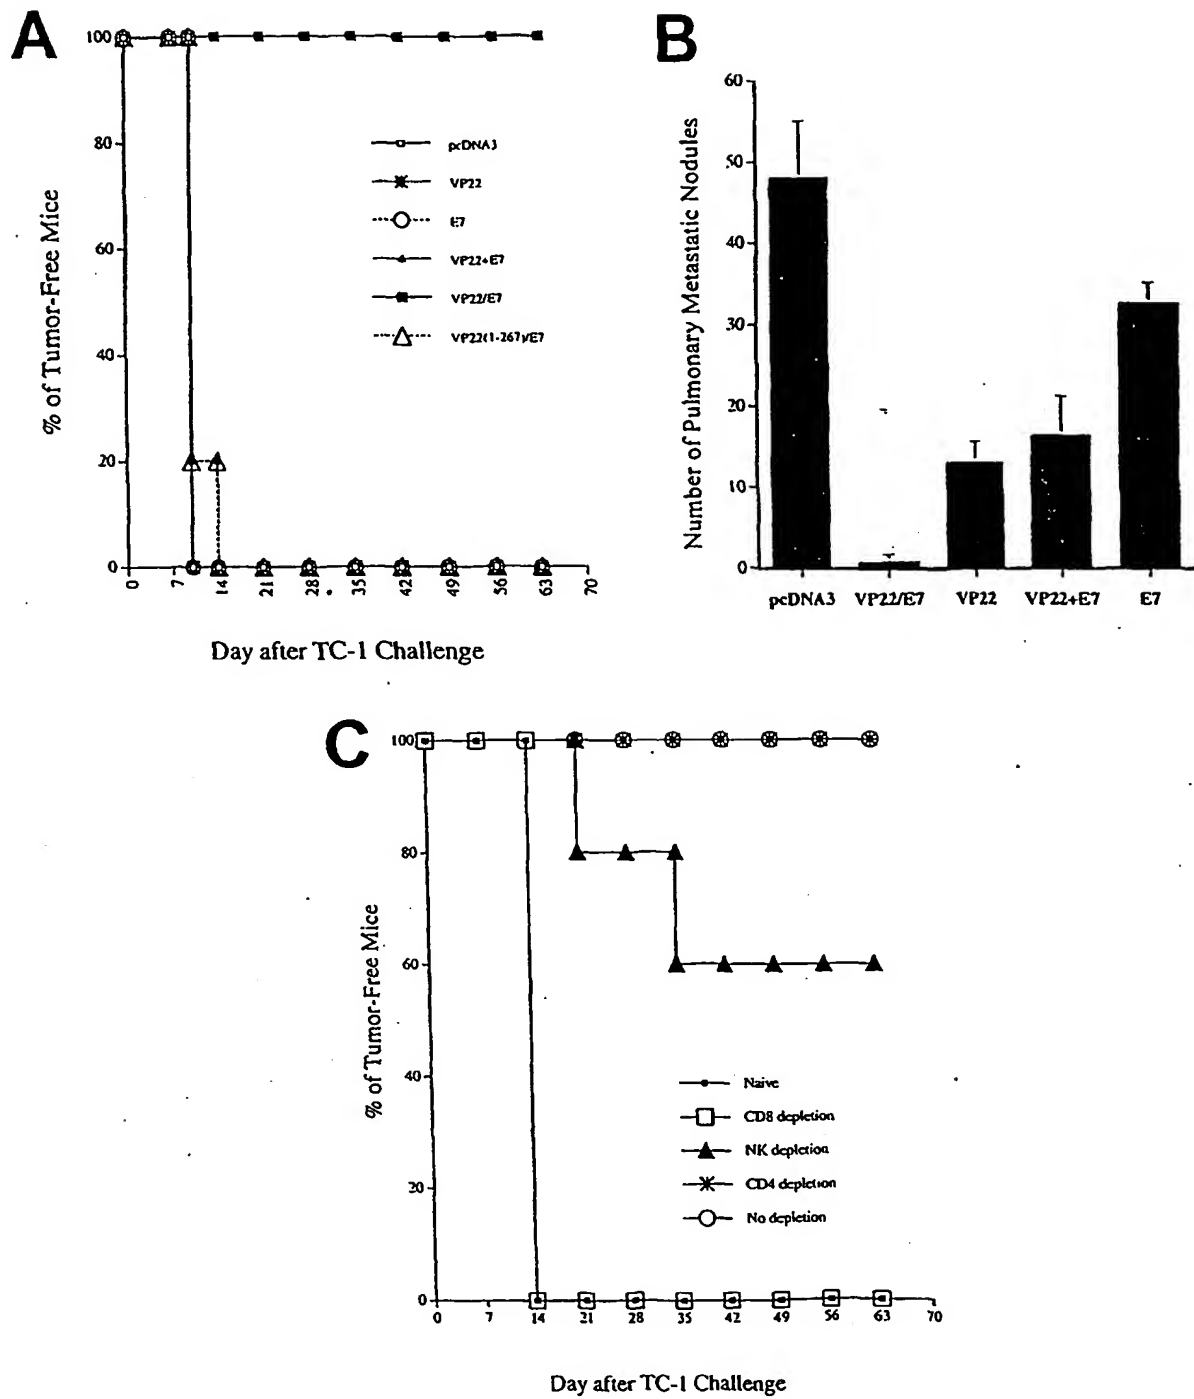 A
100
80
60
40
20
0
% of Tumor-Free Mice
pcDNA3
VP22
E7
VP22+E7
VP22/E7
VP22(1-267)/E7
0 7 14 21 28 35 42 49 56 63 70
Day after TC-1 Challenge
B
60
50
40
30
20
10
0
Number of Pulmonary Metastatic Nodules
pcDNA3 VP22/E7 VP22 VP22+E7 E7
C
100
80
60
40
20
0
% of Tumor-Free Mice
Naive
CD8 depletion
NK depletion
CD4 depletion
No depletion
0 7 14 21 28 35 42 49 56 63 70
Day after TC-1 Challenge